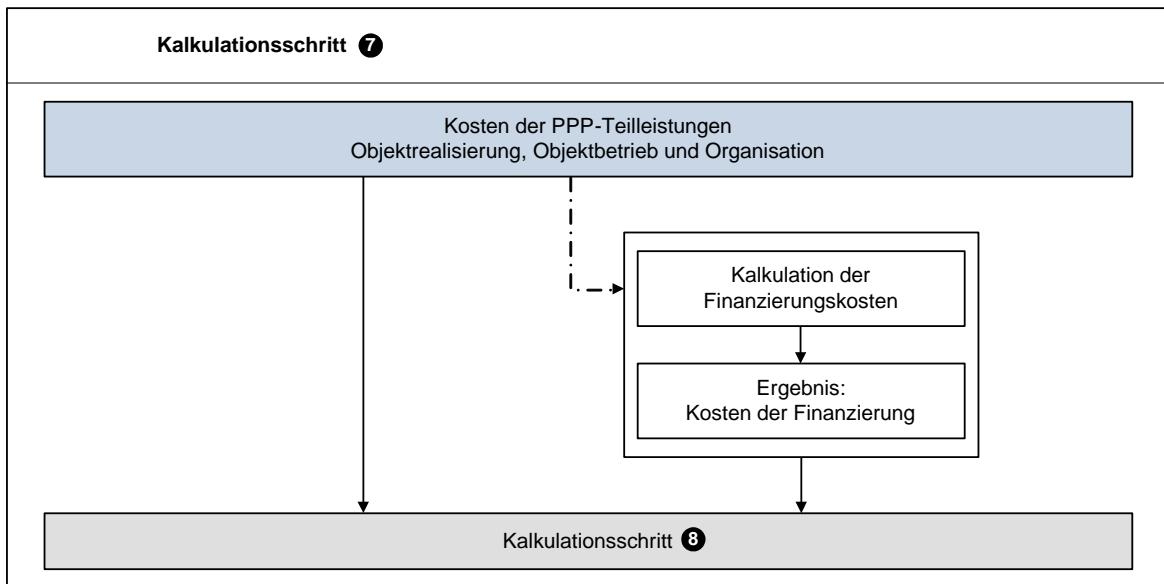 Kalkulationsschritt 7
Kosten der PPP-Teilleistungen
Objektrealisierung, Objektbetrieb und Organisation
Kalkulation der
Finanzierungskosten
Ergebnis:
Kosten der Finanzierung
Kalkulationsschritt 8